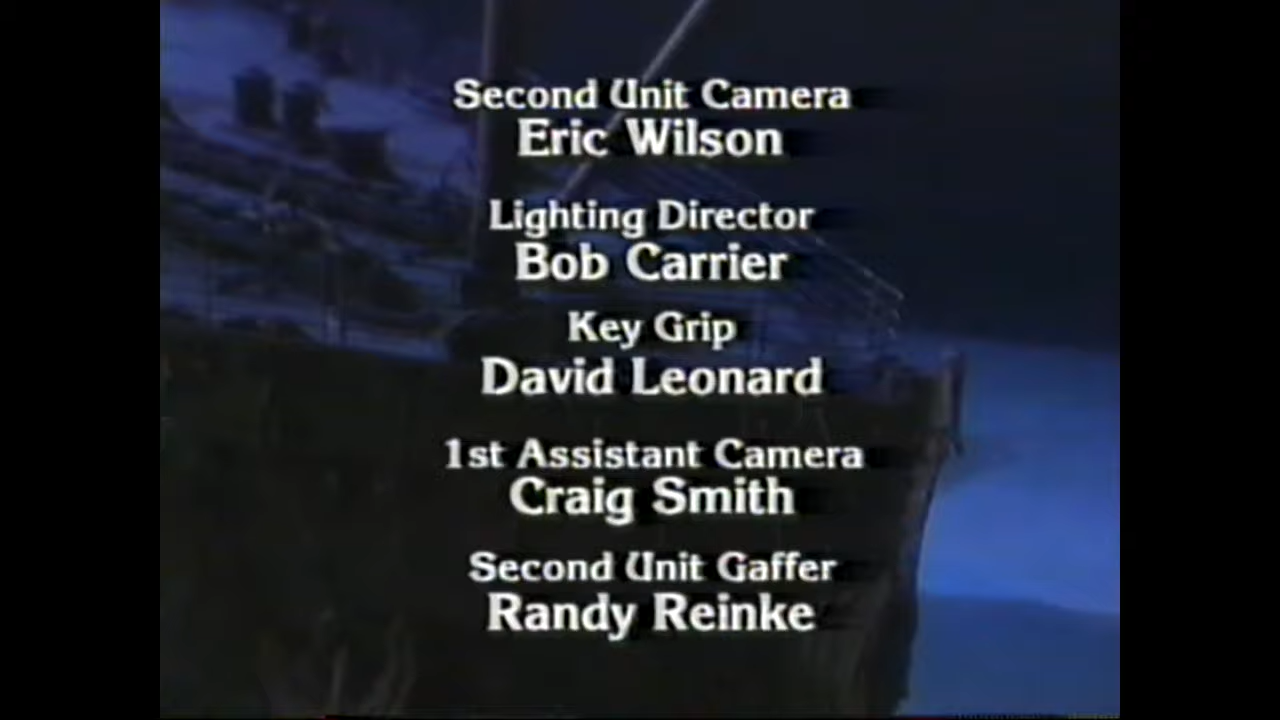 Second Unit Camera
Eric Wilson
Lighting Director
Bob Carrier
Key Grip
David Leonard
1st Assistant Camera
Craig Smith
Second Unit Gaffer
Randy Reinke